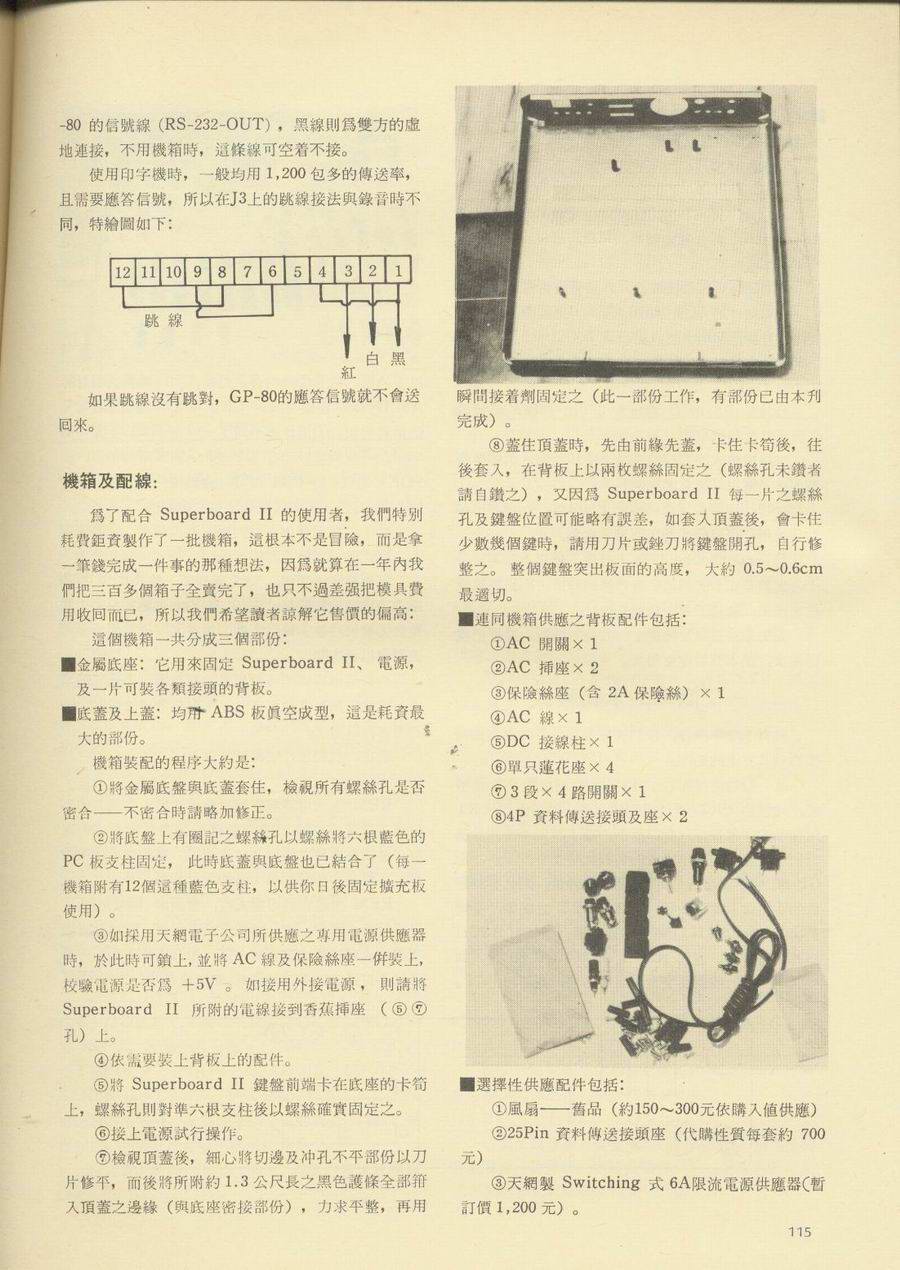 -80 的信號線 (RS-232-OUT) ，黑線則爲雙方的虛
地連接，不用機箱時，這條線可空着不接。
使用印字機時，一般均用 1,200 包多的傳送率，
且需要應答信號，所以在J3上的跳線接法與錄音時不
同，特繪圖如下：
12 11 10 9 8 7 6 5 4 3 2 1
跳 線
白 黑
紅
如果跳線沒有跳對，GP-80的應答信號就不會送
回來。
機箱及配線：
爲了配合 Superboard II 的使用者，我們特別
耗費鉅資製作了一批機箱，這根本不是冒險，而是拿
一筆錢完成一件事的那種想法，因爲就算在一年內我
們把三百多個箱子全賣完了，也只不過差强把模具費
用收回而已，所以我們希望讀者諒解它售價的偏高：
這個機箱一共分成三個部份：
■金屬底座：它用來固定 Superboard II、 電源，
及一片可裝各類接頭的背板。
■底蓋及上蓋：均用 ABS 板眞空成型，這是耗資最
大的部份。
機箱裝配的程序大約是：
①將金屬底盤與底蓋套住，檢視所有螺絲孔是否
密合——不密合時請略加修正。
②將底盤上有圈記之螺絲孔以螺絲將六根藍色的
PC 板支柱固定， 此時底蓋與底盤也已結合了（每一
機箱附有12個這種藍色支柱，以供你日後固定擴充板
使用）。
③如採用天網電子公司所供應之專用電源供應器
時，於此時可鎖上，並將 AC 線及保險絲座一倂裝上，
校驗電源是否爲 +5V 。 如接用外接電源 ， 則請將
Superboard II 所附的電線接到香蕉揷座 （⑤⑦
孔）上。
④依需要裝上背板上的配件。
⑤將 Superboard II 鍵盤前端卡在底座的卡筍
上，螺絲孔則對準六根支柱後以螺絲確實固定之。
⑥接上電源試行操作。
⑦檢視頂蓋後，細心將切邊及冲孔不平部份以刀
片修平，而後將所附約 1.3 公尺長之黑色護條全部箝
入頂蓋之邊緣（與底座密接部份），力求平整，再用
瞬間接着劑固定之（此一部份工作，有部份已由本刋
完成）。
⑧蓋住頂蓋時，先由前緣先蓋，卡住卡筍後，往
後套入，在背板上以兩枚螺絲固定之（螺絲孔未鑽者
請自鑽之），又因爲 Superboard II 每一片之螺絲
孔及鍵盤位置可能略有誤差，如套入頂蓋後，會卡住
少數幾個鍵時，請用刀片或銼刀將鍵盤開孔，自行修
整之。 整個鍵盤突出板面的高度， 大約 0.5～0.6cm
最適切。
■連同機箱供應之背板配件包括：
①AC 開關× 1
②AC 揷座× 2
③保險絲座（含 2A 保險絲）× 1
④AC 線× 1
⑤DC 接線柱× 1
⑥單只蓮花座× 4
⑦ 3 段× 4 路開關× 1
⑧4P 資料傳送接頭及座× 2
■選擇性供應配件包括：
①風扇——舊品（約150～300元依購入値供應）
②25Pin 資料傳送接頭座（代購性質每套約 700
元）
③天網製 Switching 式 6A限流電源供應器（暫
訂價 1,200 元）。
115